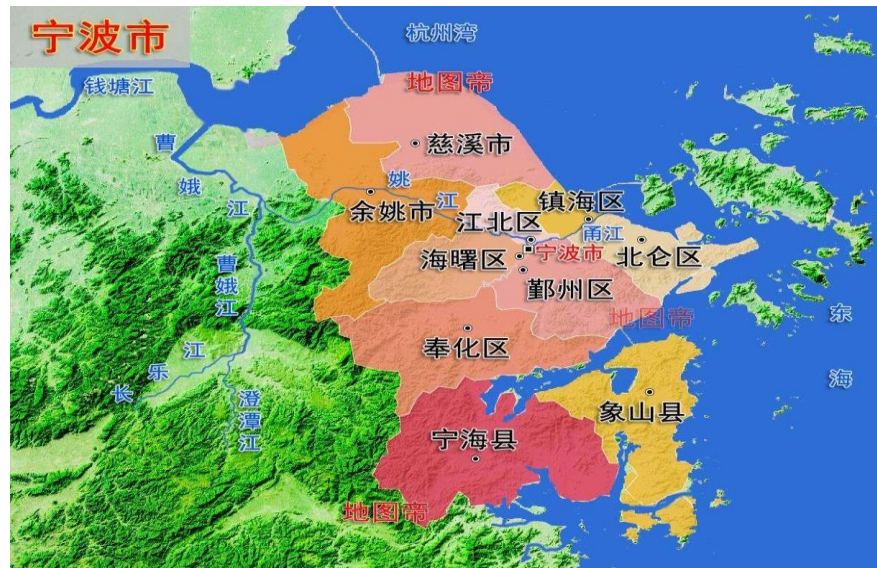 宁波市
杭州湾
钱塘江
地图帝
曹娥江
慈溪市
姚江
余姚市
镇海区
江北区
甬江
宁波市
海曙区
北仑区
曹娥江
鄞州区
地图帝
东海
奉化区
长乐江
象山县
澄潭江
宁海县
地图帝